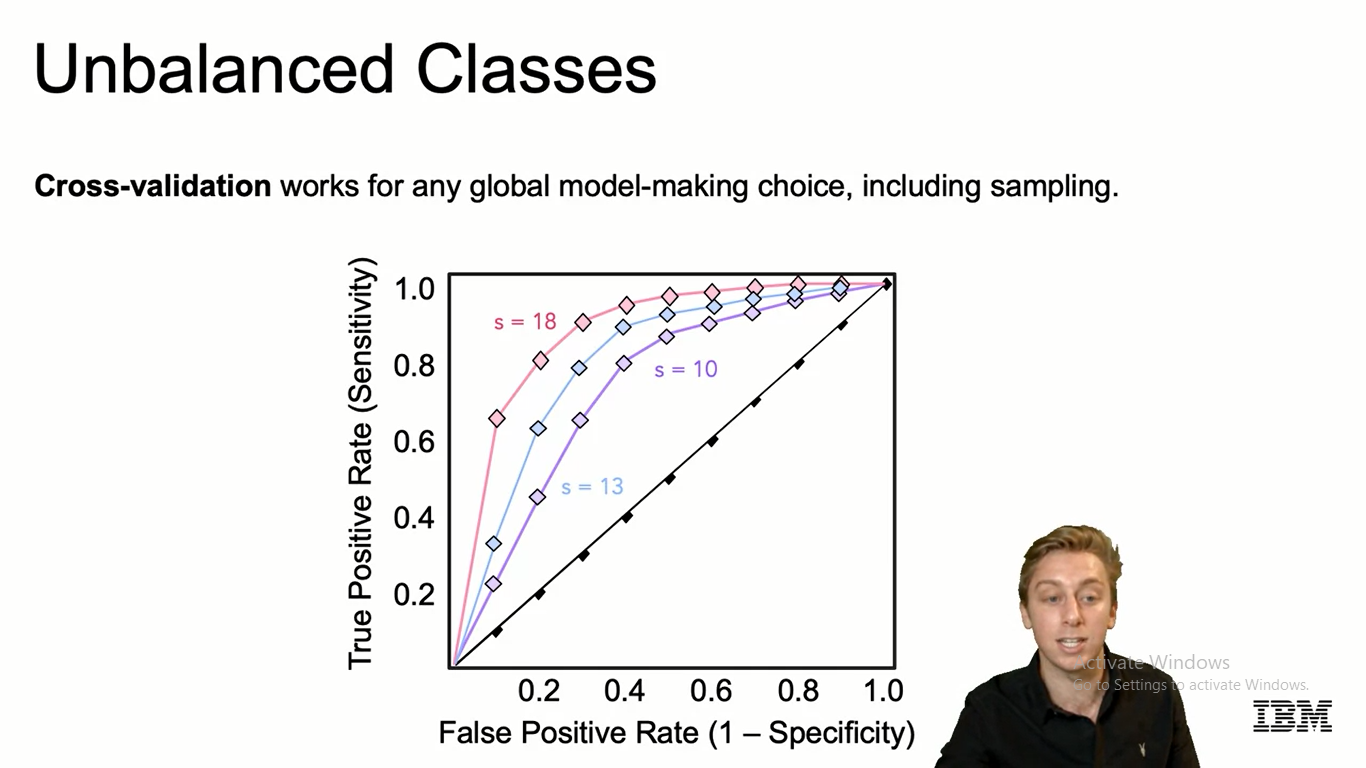 Unbalanced Classes
Cross-validation works for any global model-making choice, including sampling.
True Positive Rate (Sensitivity)
1.0
0.8
0.6
0.4
0.2
s = 18
s = 10
s = 13
0.2 0.4 0.6 0.8 1.0
False Positive Rate (1 – Specificity)
Activate Windows
Go to Settings to activate Windows.
IBM